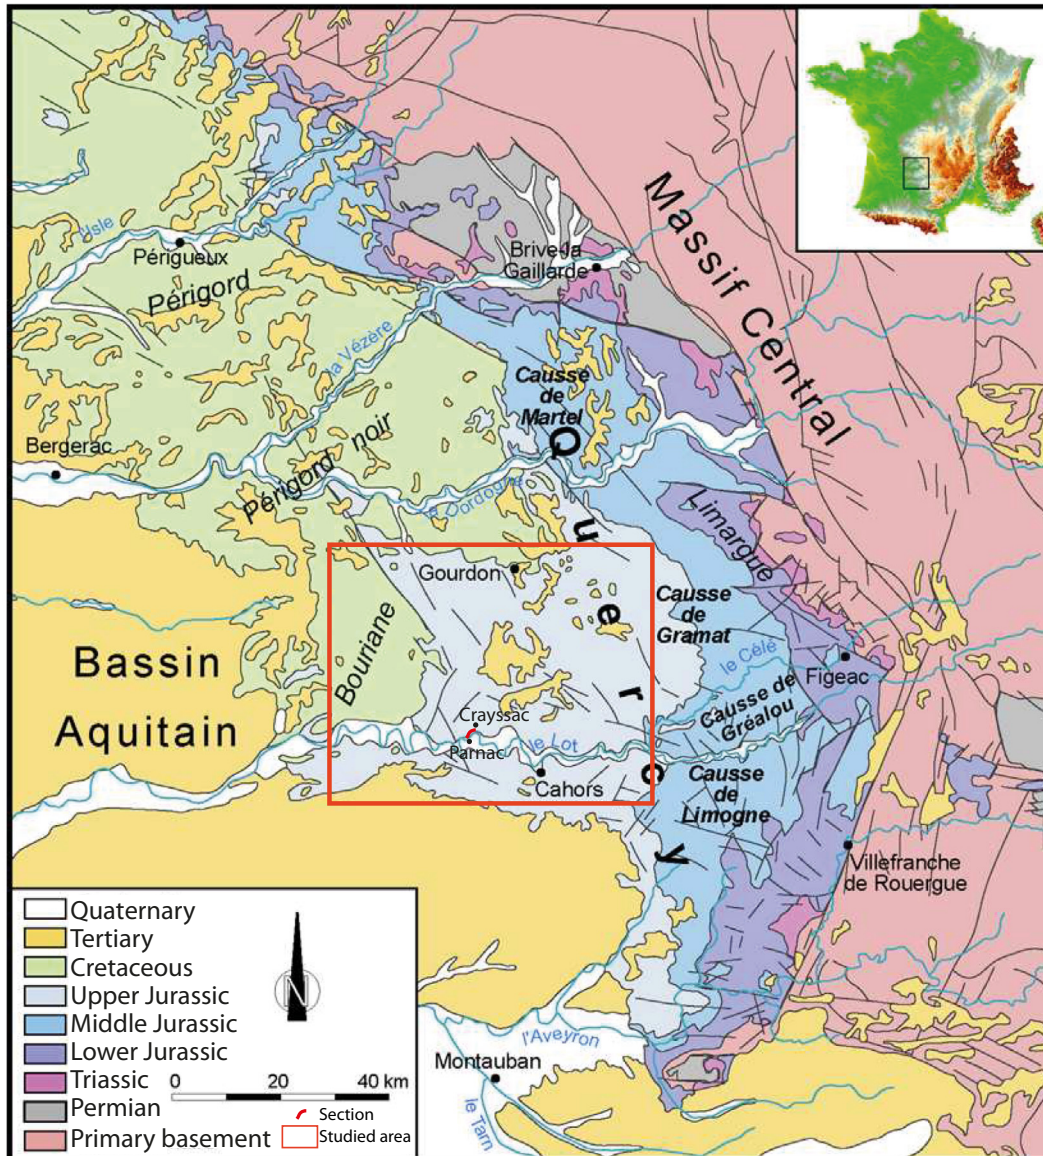 Massif Central
l'Isle
Périgueux
Périgord
Brive-la
Gaillarde
la Vézère
Causse
de
Martel
Bergerac
Périgord noir
la Dordogne
Quercy
Limargue
Gourdon
Causse
de
Gramat
Bouriane
le Célé
Figeac
Bassin
Aquitain
Causse de
Gréalou
Crayssac
Parnac
le Lot
Cahors
Causse
de
Limogne
Villefranche
de Rouergue
Quaternary
Tertiary
Cretaceous
Upper Jurassic
Middle Jurassic
Lower Jurassic
Triassic
Permian
Primary basement
N
0 20 40 km
Section
Studied area
l'Aveyron
Montauban
le Tarn